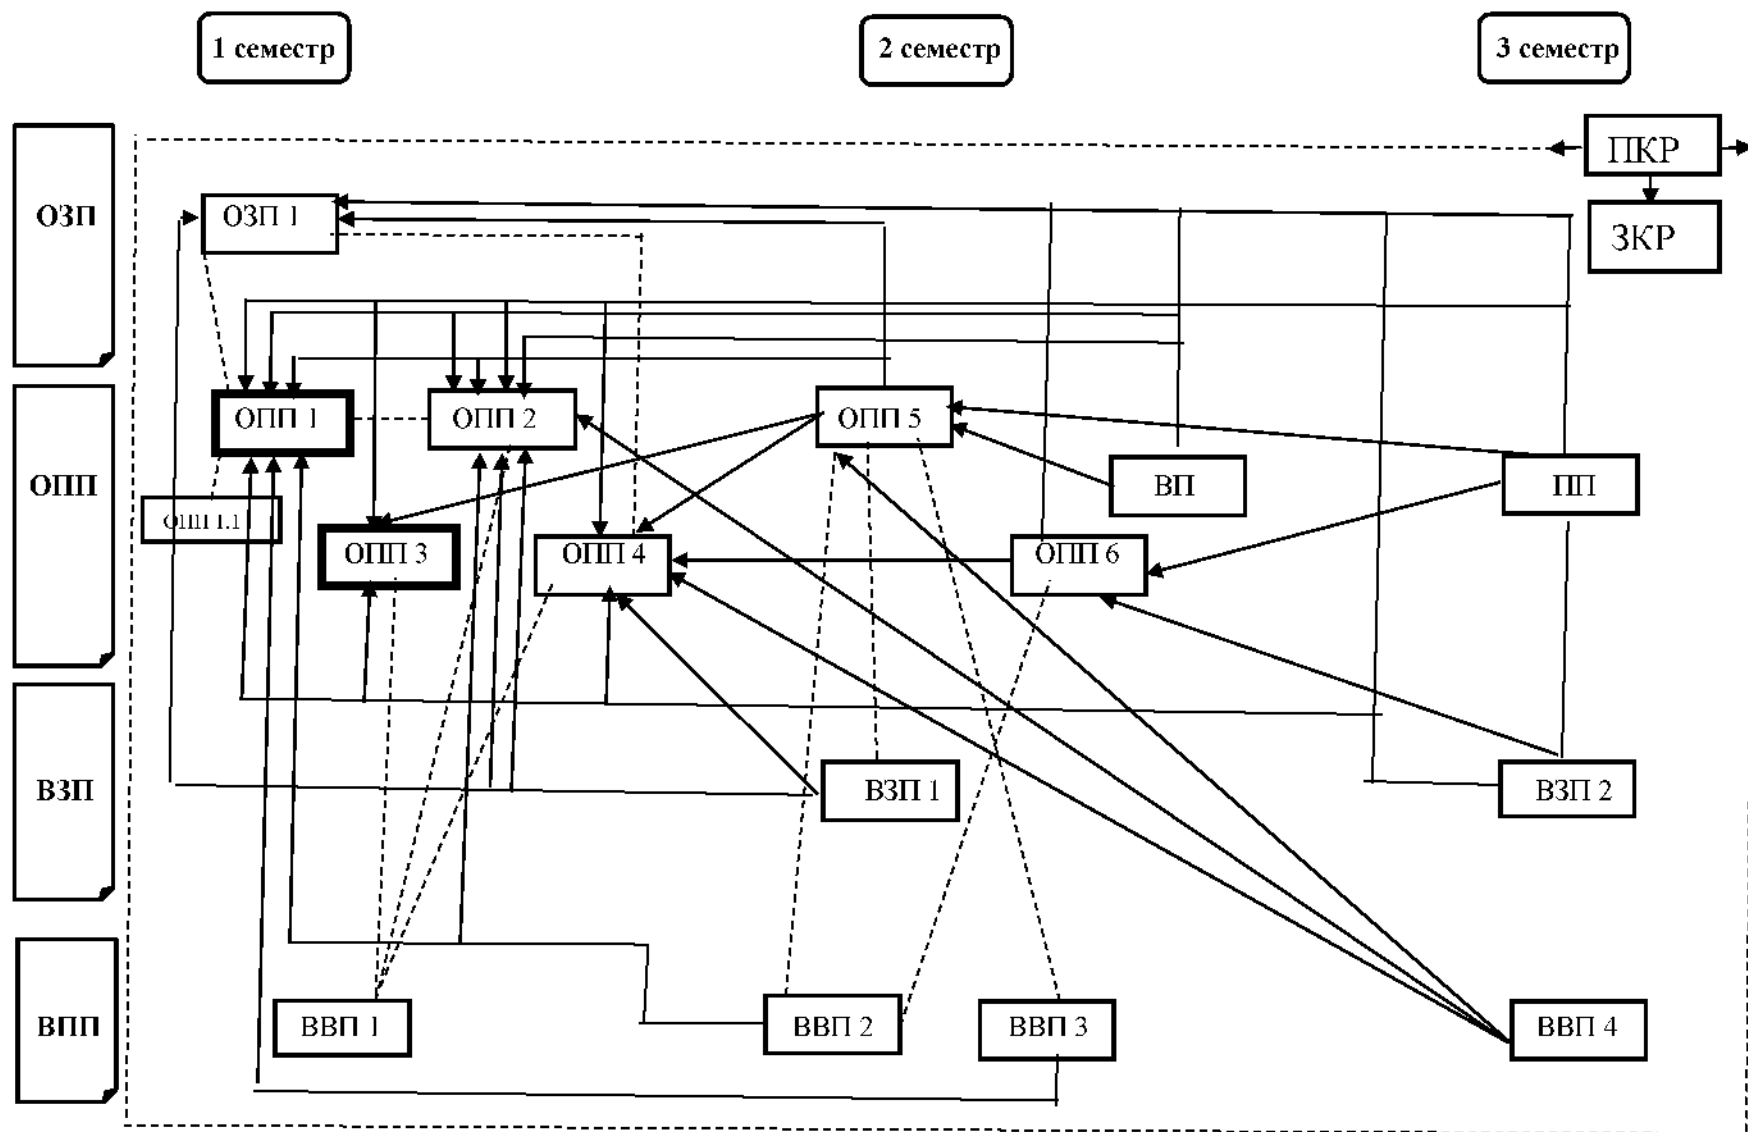 1 семестр
2 семестр
3 семестр
ПКР
ОЗП
ОЗП 1
ЗКР
ОПП 1
ОПП 2
ОПП 5
ОПП
ВП
ПП
ОПП 1.1
ОПП 3
ОПП 4
ОПП 6
ВЗП
ВЗП 1
ВЗП 2
ВПП
ВВП 1
ВВП 2
ВВП 3
ВВП 4